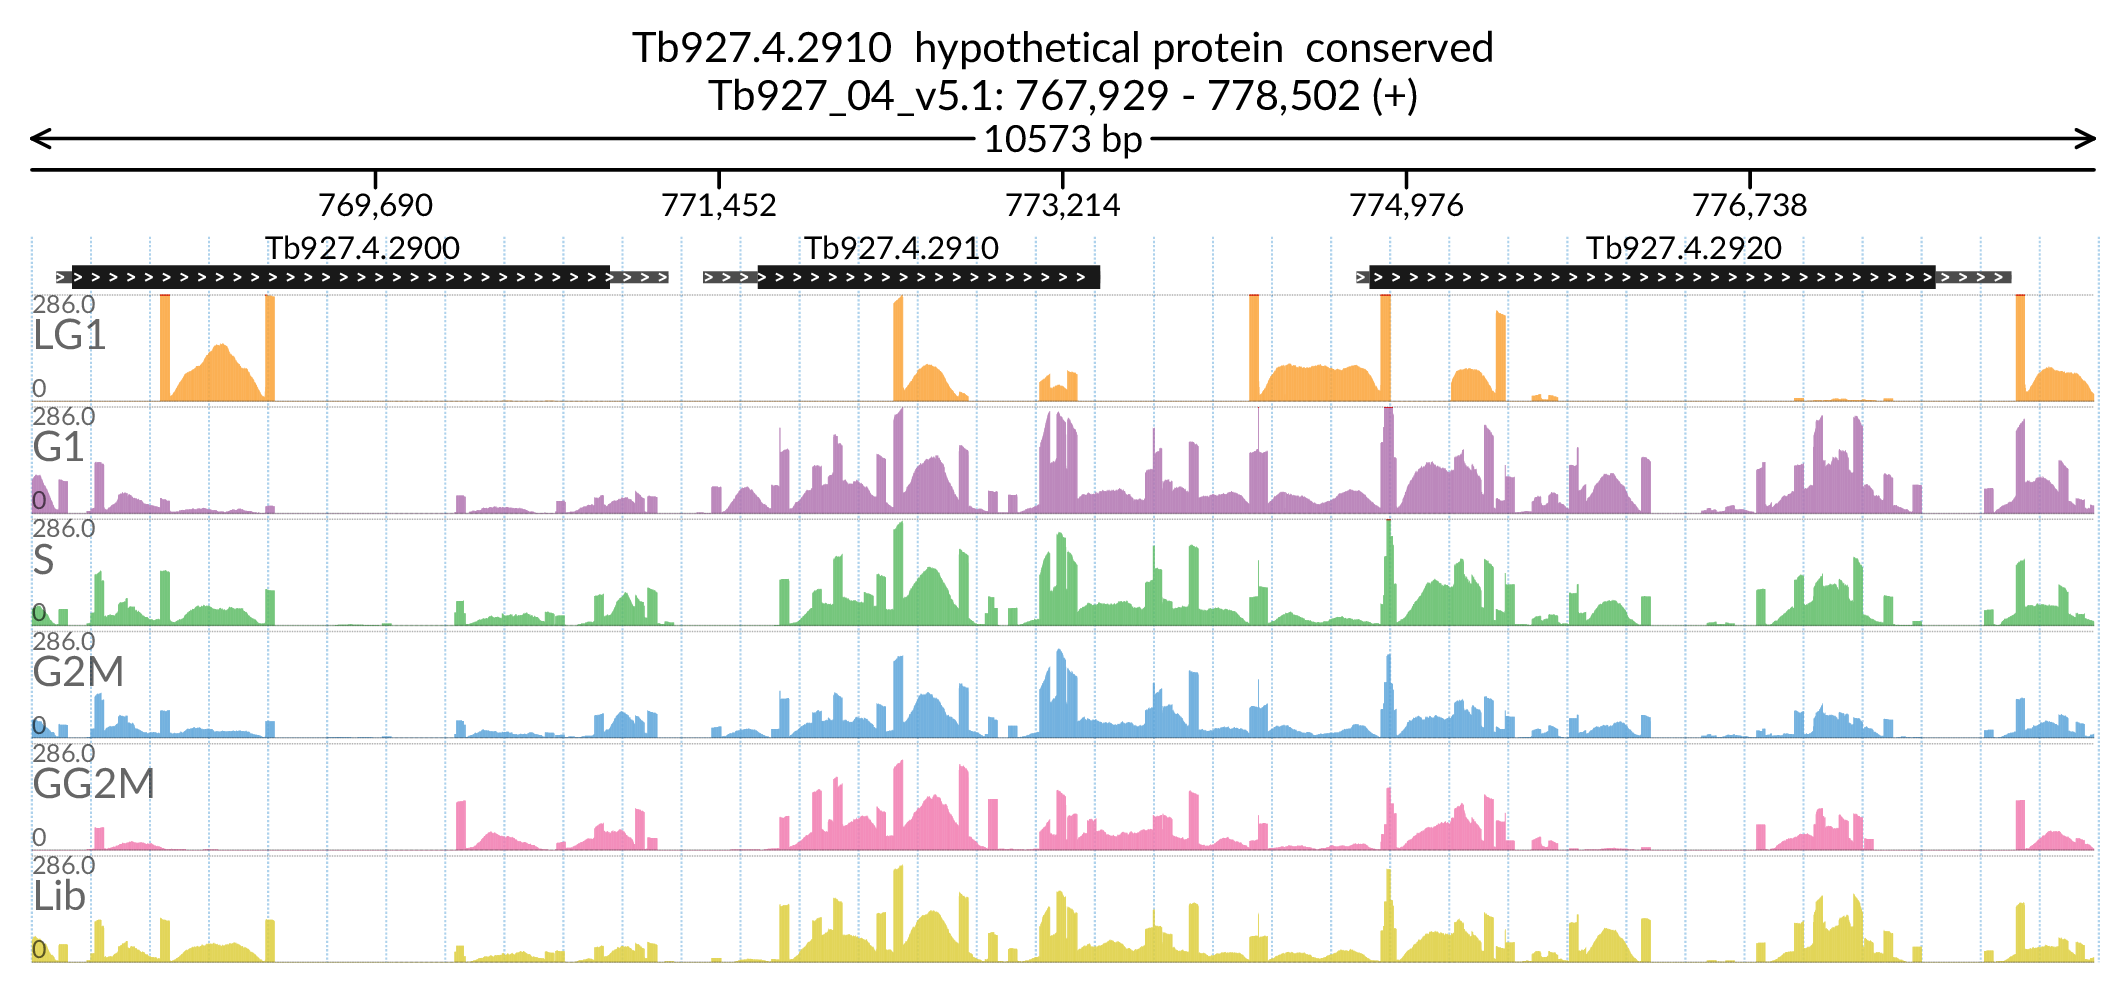 Tb927.4.2910  hypothetical protein  conserved
Tb927_04_v5.1: 767,929 - 778,502 (+)
10573 bp
769,690 771,452 773,214 774,976 776,738
Tb927.4.2900 Tb927.4.2910 Tb927.4.2920
286.0
LG1
0
286.0
G1
0
286.0
S
0
286.0
G2M
0
286.0
GG2M
0
286.0
Lib
0